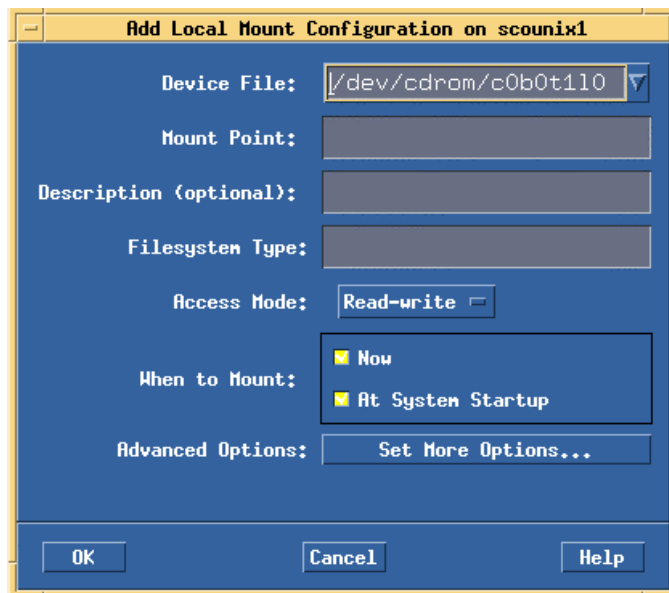 Add Local Mount Configuration on scounix1
Device File: /dev/cdrom/c0b0t1l0
Mount Point:
Description (optional):
Filesystem Type:
Access Mode: Read-write
When to Mount:
Now
At System Startup
Advanced Options: Set More Options...
OK Cancel Help